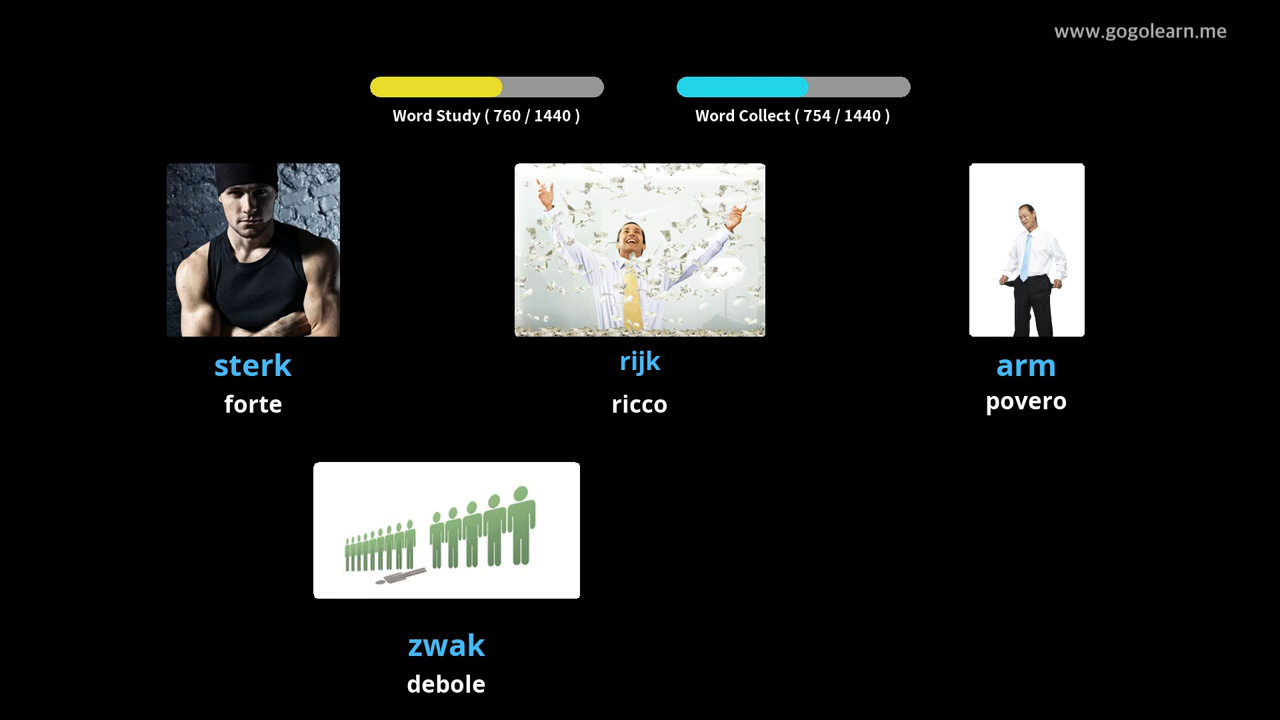 www.gogolearn.me
Word Study ( 760 / 1440 )
Word Collect ( 754 / 1440 )
sterk
forte
rijk
ricco
arm
povero
zwak
debole